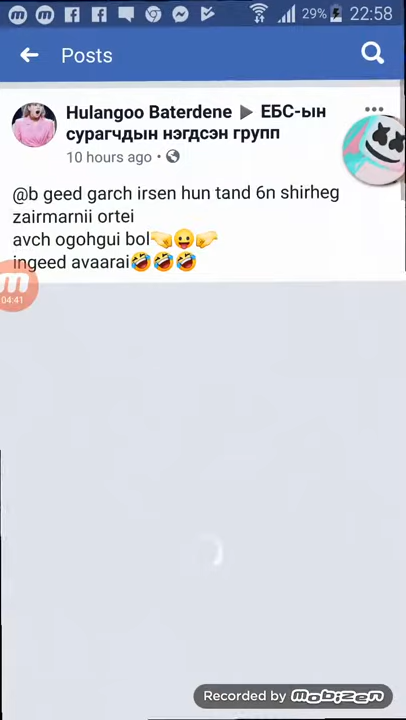 29% 22:58
Posts
Hulangoo Baterdene ▶ ЕБС-ын
сурагчдын нэгдсэн групп
10 hours ago •
@b geed garch irsen hun tand 6n shirheg
zairmarnii ortei
avch ogohgui bol🤜😛🤛
ingeed avaarai🤣🤣🤣
04:41
Recorded by mobizen